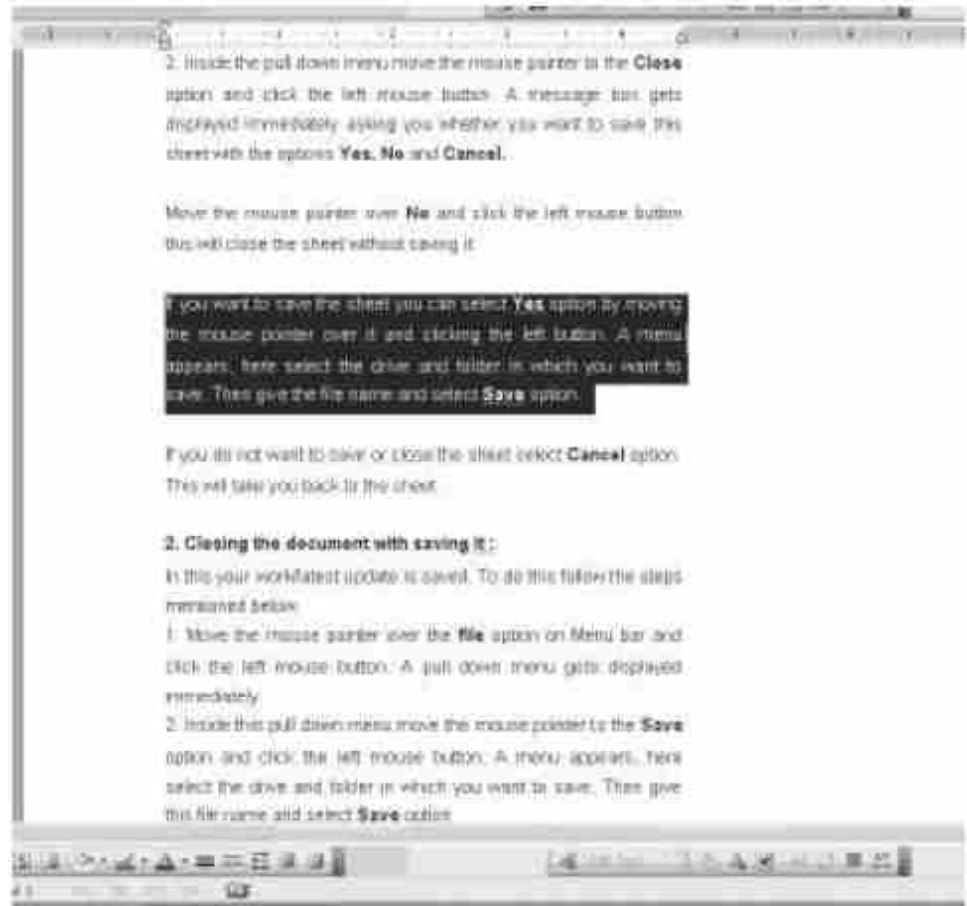 2. Inside the pull down menu move the mouse pointer to the Close
option and click the left mouse button. A message box gets
displayed immediately asking you whether you want to save this
sheet with the options Yes, No and Cancel.
Move the mouse pointer over No and click the left mouse button
this will close the sheet without saving it
If you want to save the sheet you can select Yes option by moving
the mouse pointer over it and clicking the left button. A menu
appears, here select the drive and folder in which you want to
save. Then give the file name and select Save option.
If you do not want to save or close the sheet select Cancel option.
This will take you back to the sheet.
2. Closing the document with saving it :
In this your work/latest update is saved. To do this follow the steps
mentioned below
1. Move the mouse pointer over the file option on Menu bar and
click the left mouse button. A pull down menu gets displayed
immediately
2. Inside this pull down menu move the mouse pointer to the Save
option and click the left mouse button. A menu appears, here
select the drive and folder in which you want to save. Then give
this file name and select Save option